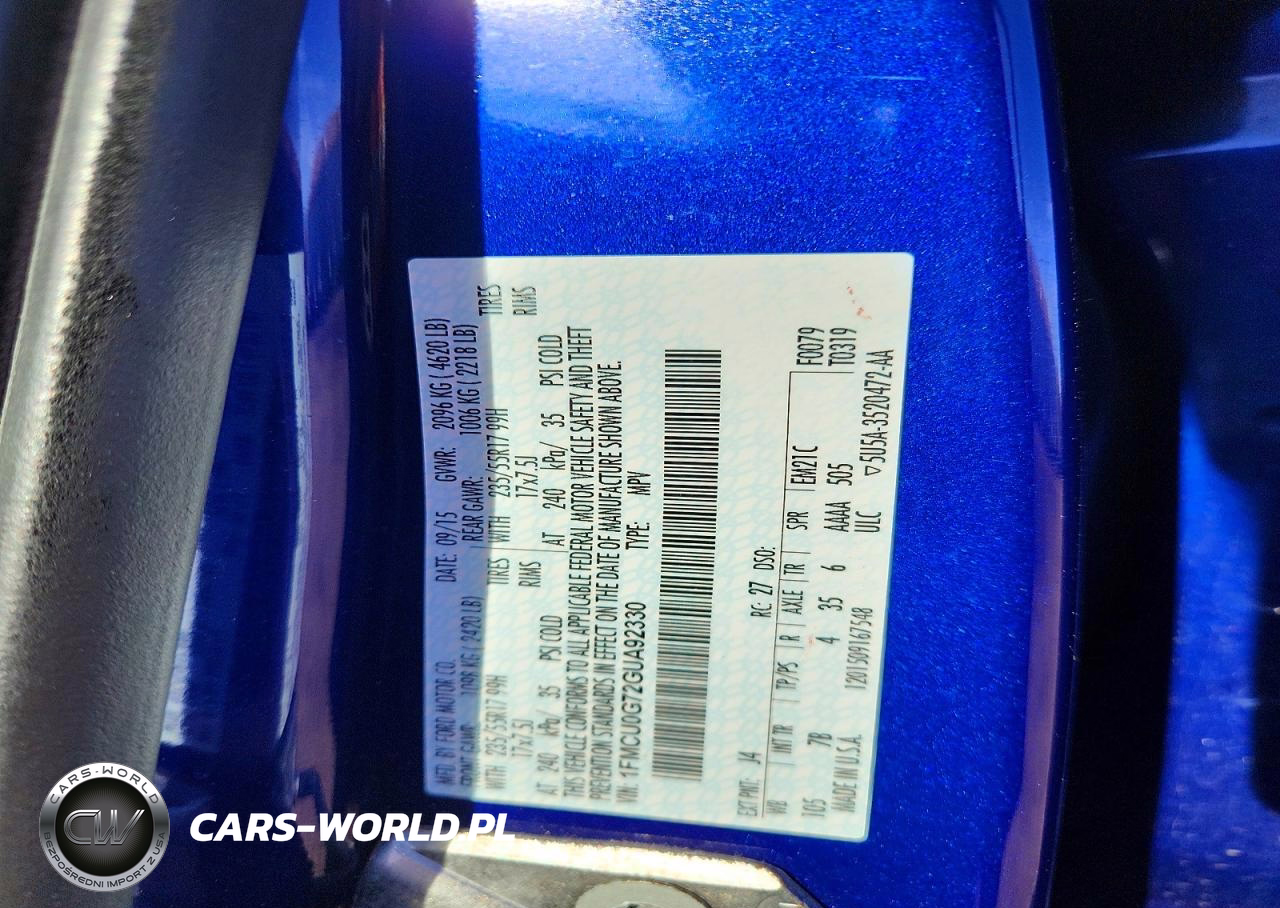 MFD. BY FORD MOTOR CO.
DATE: 09/15 GVWR: 2096 KG ( 4620 LB)
FRONT GAWR: 1098 KG ( 2420 LB)
REAR GAWR: 1006 KG ( 2218 LB)
WITH 235/55R17 99H TIRES
17x7.5J RIMS
AT 240 kPa/ 35 PSI COLD
WITH 235/55R17 99H TIRES
17x7.5J RIMS
AT 240 kPa/ 35 PSI COLD
THIS VEHICLE CONFORMS TO ALL APPLICABLE FEDERAL MOTOR VEHICLE SAFETY AND THEFT
PREVENTION STANDARDS IN EFFECT ON THE DATE OF MANUFACTURE SHOWN ABOVE.
VIN: 1FMCU0G72GUA92330 TYPE: MPV
EXT PNT: J4 RC: 27 DSO:
WB INT TR TP/PS R AXLE TR SPR EM21C F0079
105 7B 4 35 6 AAAA 505 T0319
MADE IN U.S.A. 1201509167548 ULC
▽5U5A-3520472-AA
CARS-WORLD
CW
BEZPOŚREDNI IMPORT Z USA
CARS-WORLD.PL